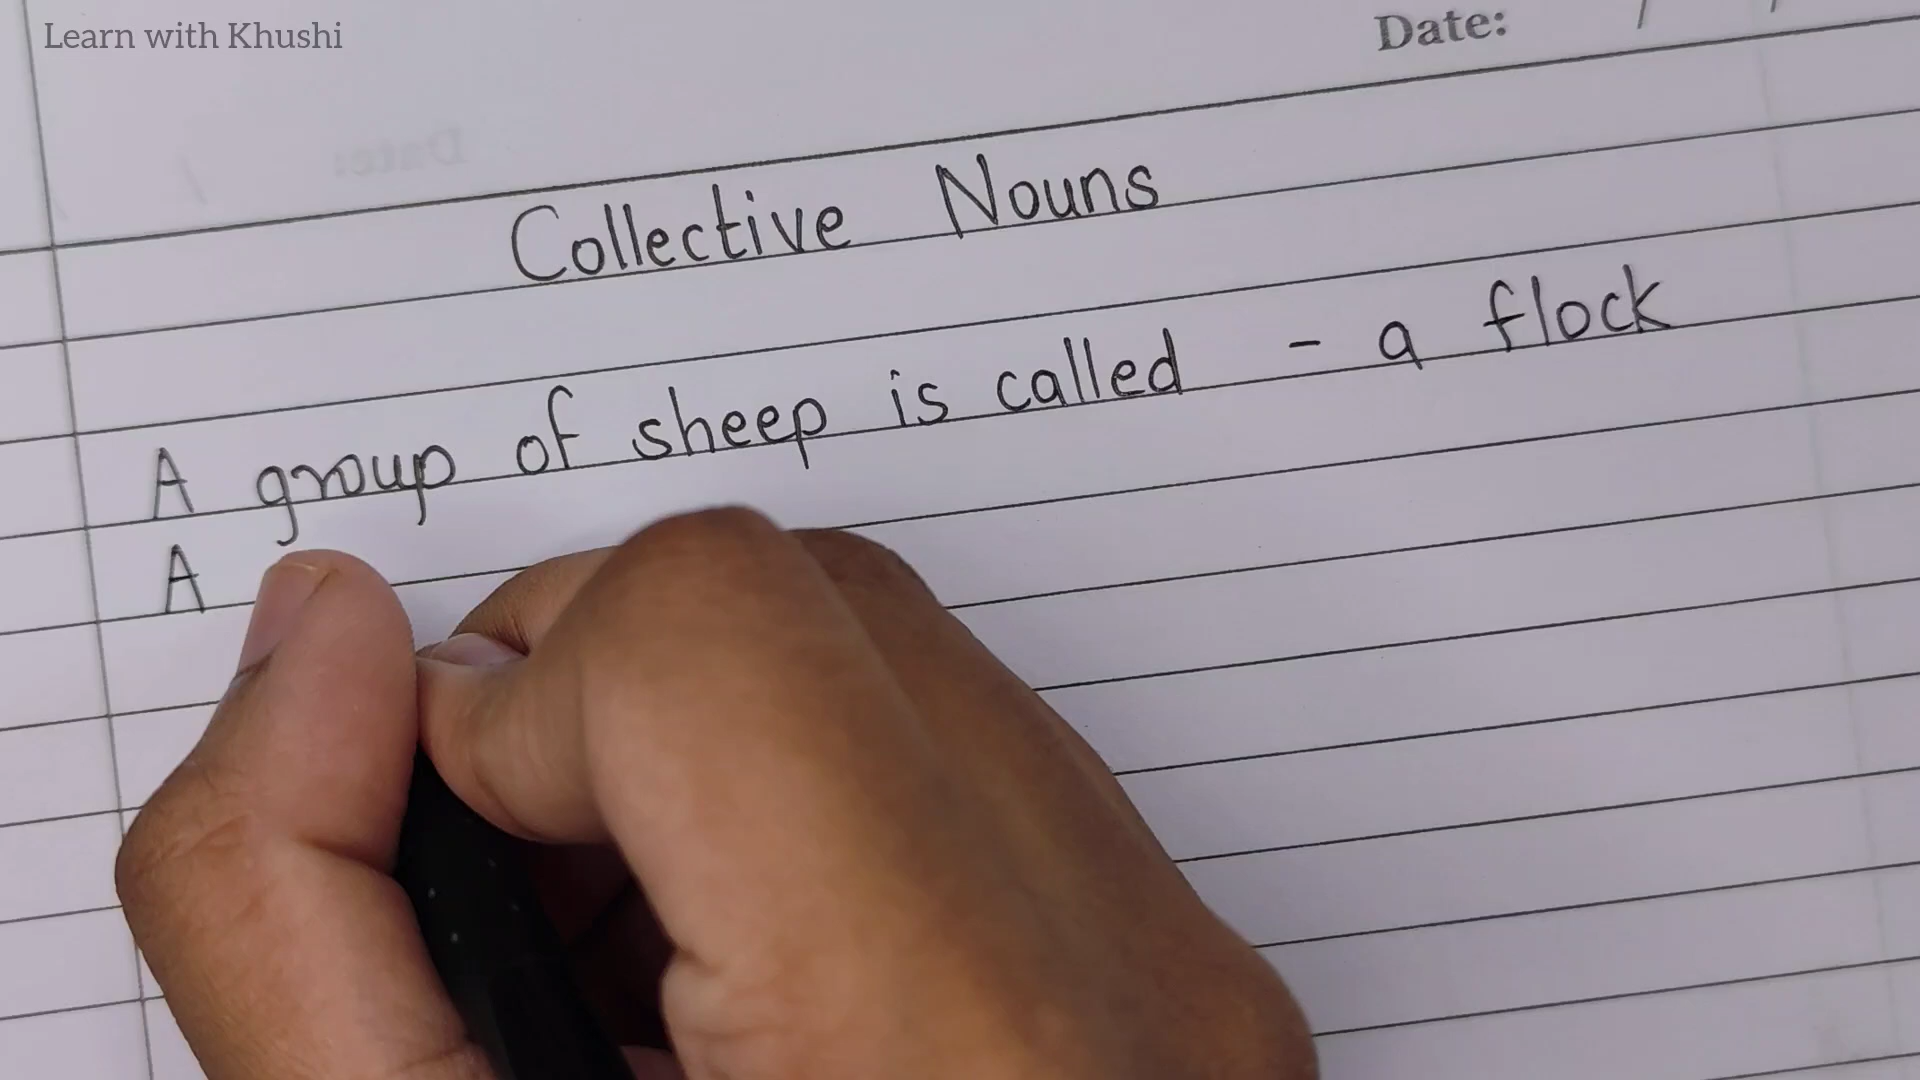 Learn with Khushi
Date: / /
Collective Nouns
A group of sheep is called - a flock
A